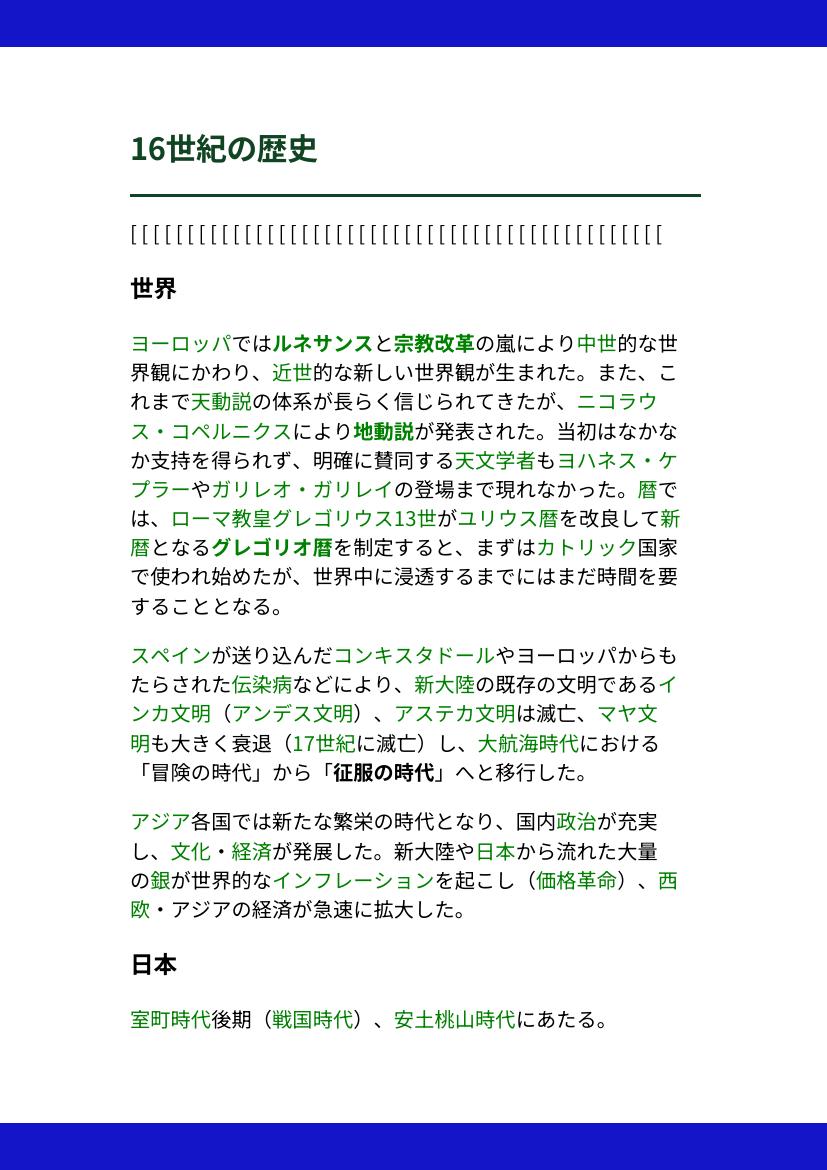 16世紀の歴史
[ [ [ [ [ [ [ [ [ [ [ [ [ [ [ [ [ [ [ [ [ [ [ [ [ [ [ [ [ [ [ [ [ [ [ [ [ [ [ [ [ [ [ [ [ [ [
世界
ヨーロッパではルネサンスと宗教改革の嵐により中世的な世
界観にかわり、近世的な新しい世界観が生まれた。また、こ
れまで天動説の体系が長らく信じられてきたが、ニコラウ
ス・コペルニクスにより地動説が発表された。当初はなかな
か支持を得られず、明確に賛同する天文学者もヨハネス・ケ
プラーやガリレオ・ガリレイの登場まで現れなかった。暦で
は、ローマ教皇グレゴリウス13世がユリウス暦を改良して新
暦となるグレゴリオ暦を制定すると、まずはカトリック国家
で使われ始めたが、世界中に浸透するまでにはまだ時間を要
することとなる。
スペインが送り込んだコンキスタドールやヨーロッパからも
たらされた伝染病などにより、新大陸の既存の文明であるイ
ンカ文明（アンデス文明）、アステカ文明は滅亡、マヤ文
明も大きく衰退（17世紀に滅亡）し、大航海時代における
「冒険の時代」から「征服の時代」へと移行した。
アジア各国では新たな繁栄の時代となり、国内政治が充実
し、文化・経済が発展した。新大陸や日本から流れた大量
の銀が世界的なインフレーションを起こし（価格革命）、西
欧・アジアの経済が急速に拡大した。
日本
室町時代後期（戦国時代）、安土桃山時代にあたる。